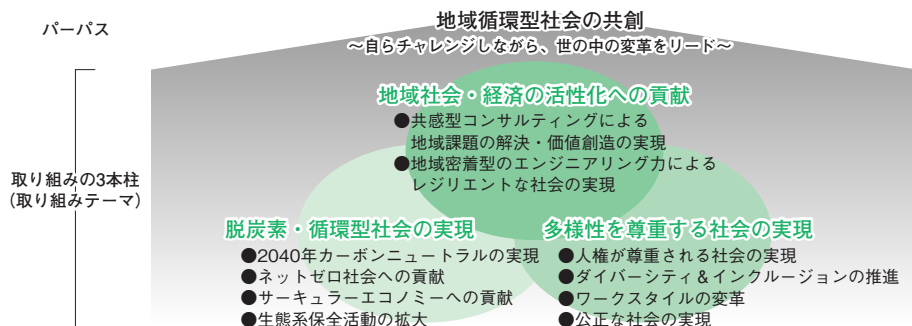 パーパス
地域循環型社会の共創
〜自らチャレンジしながら、世の中の変革をリード〜
取り組みの3本柱
(取り組みテーマ)
地域社会・経済の活性化への貢献
●共感型コンサルティングによる
地域課題の解決・価値創造の実現
●地域密着型のエンジニアリング力による
レジリエントな社会の実現
脱炭素・循環型社会の実現
●2040年カーボンニュートラルの実現
●ネットゼロ社会への貢献
●サーキュラーエコノミーへの貢献
●生態系保全活動の拡大
多様性を尊重する社会の実現
●人権が尊重される社会の実現
●ダイバーシティ&インクルージョンの推進
●ワークスタイルの変革
●公正な社会の実現